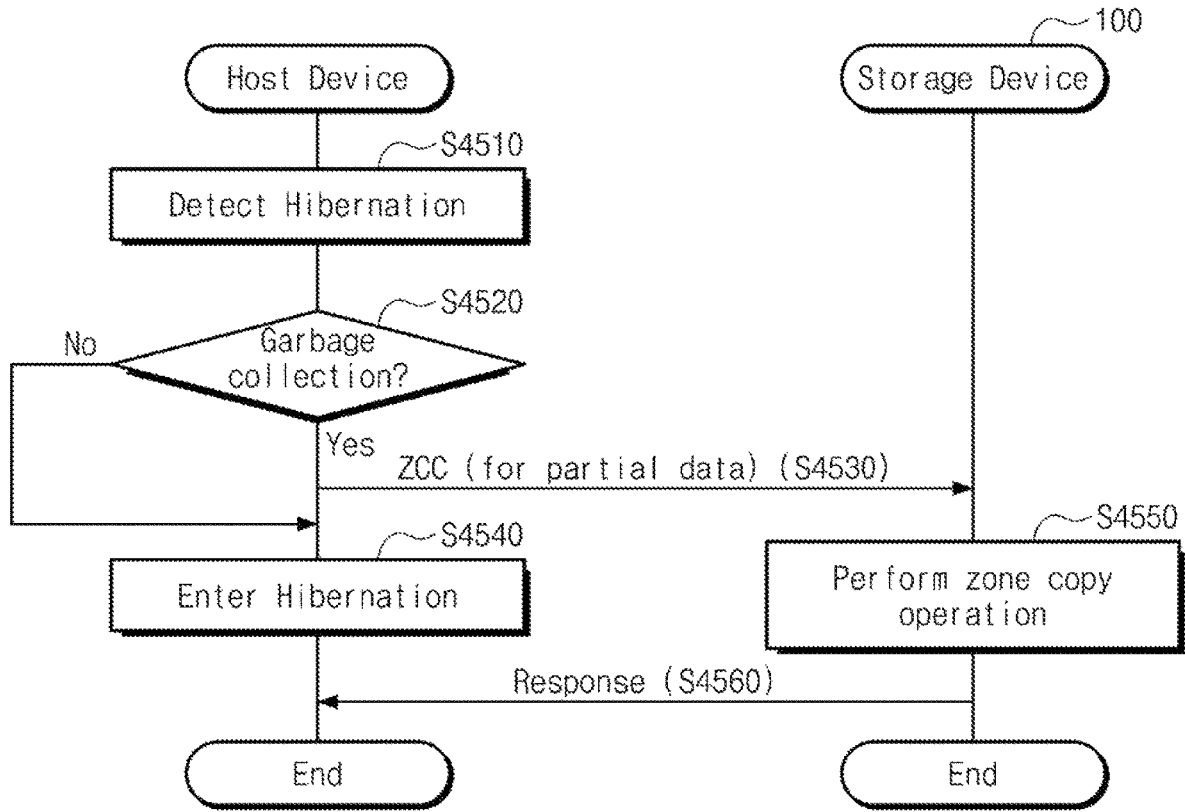 100
Host Device
Storage Device
S4510
Detect Hibernation
S4520
No
Garbage
collection?
Yes
ZCC (for partial data) (S4530)
S4540
S4550
Enter Hibernation
Perform zone copy
operation
Response (S4560)
End
End